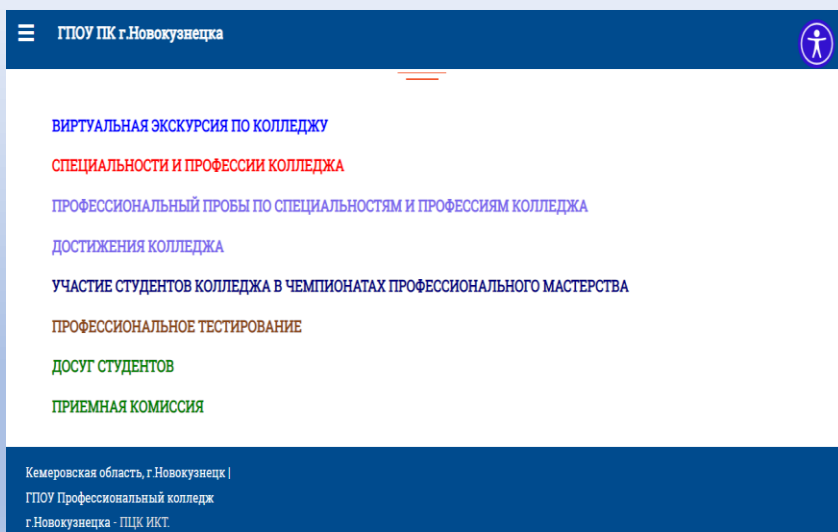 ГПОУ ПК г.Новокузнецка
ВИРТУАЛЬНАЯ ЭКСКУРСИЯ ПО КОЛЛЕДЖУ
СПЕЦИАЛЬНОСТИ И ПРОФЕССИИ КОЛЛЕДЖА
ПРОФЕССИОНАЛЬНЫЙ ПРОБЫ ПО СПЕЦИАЛЬНОСТЯМ И ПРОФЕССИЯМ КОЛЛЕДЖА
ДОСТИЖЕНИЯ КОЛЛЕДЖА
УЧАСТИЕ СТУДЕНТОВ КОЛЛЕДЖА В ЧЕМПИОНАТАХ ПРОФЕССИОНАЛЬНОГО МАСТЕРСТВА
ПРОФЕССИОНАЛЬНОЕ ТЕСТИРОВАНИЕ
ДОСУГ СТУДЕНТОВ
ПРИЕМНАЯ КОМИССИЯ
Кемеровская область, г.Новокузнецк |
ГПОУ Профессиональный колледж
г.Новокузнецка - ПЦК ИКТ.